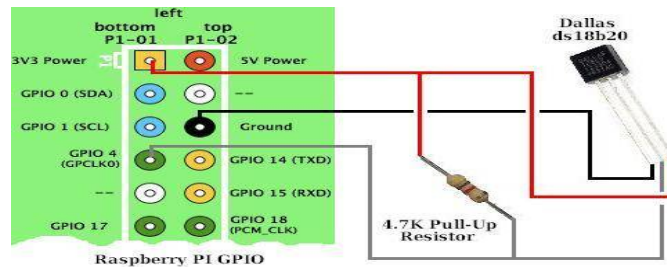 left
bottom top
P1-01 P1-02
3V3 Power P1 5V Power
GPIO 0 (SDA) --
GPIO 1 (SCL) Ground
GPIO 4
(GPCLK0) GPIO 14 (TXD)
-- GPIO 15 (RXD)
GPIO 17 GPIO 18
(PCM_CLK)
Raspberry PI GPIO
Dallas
ds18b20
4.7K Pull-Up
Resistor